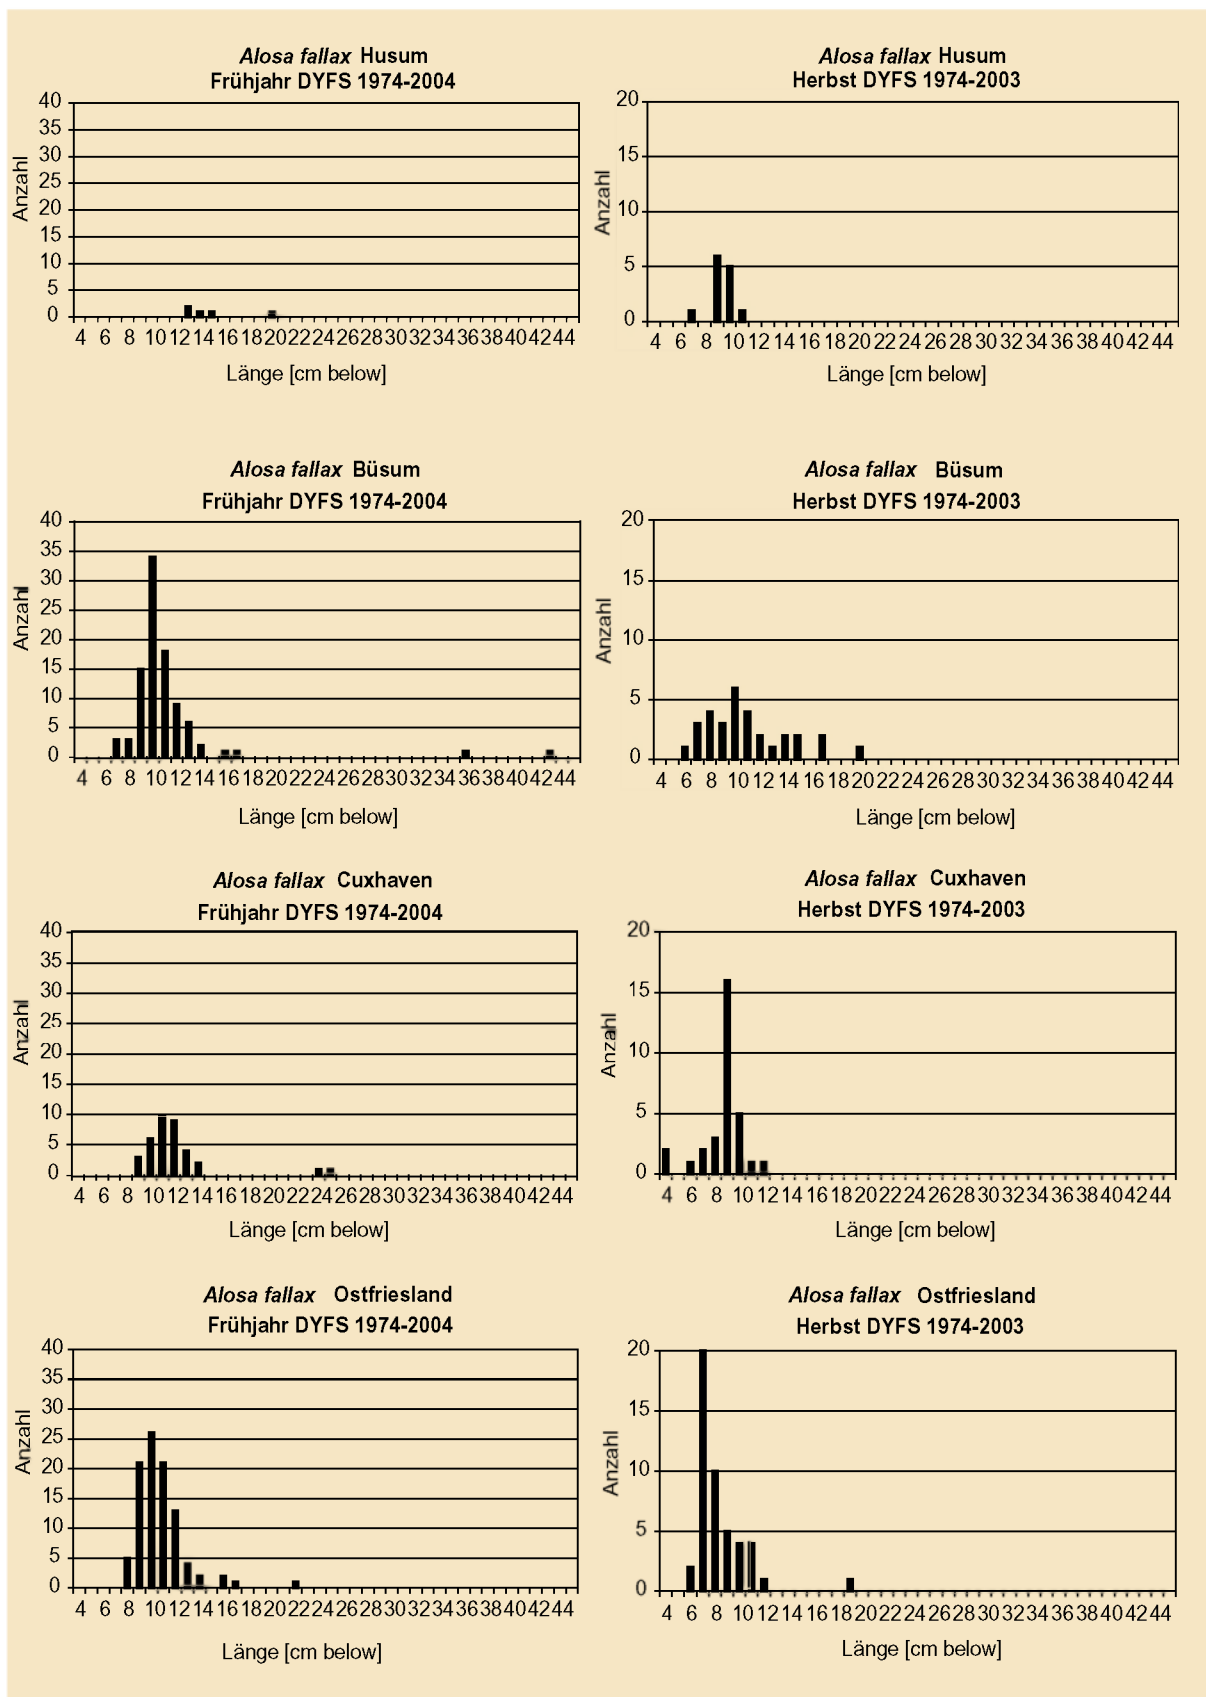 Alosa fallax Husum
Frühjahr DYFS 1974-2004
40
35
30
25
20
15
10
5
0
Anzahl
4 6 8 10 12 14 16 18 20 22 24 26 28 30 32 34 36 38 40 42 44
Länge [cm below]
Alosa fallax Husum
Herbst DYFS 1974-2003
20
15
10
5
0
Anzahl
4 6 8 10 12 14 16 18 20 22 24 26 28 30 32 34 36 38 40 42 44
Länge [cm below]
Alosa fallax Büsum
Frühjahr DYFS 1974-2004
40
35
30
25
20
15
10
5
0
Anzahl
4 6 8 10 12 14 16 18 20 22 24 26 28 30 32 34 36 38 40 42 44
Länge [cm below]
Alosa fallax Büsum
Herbst DYFS 1974-2003
20
15
10
5
0
Anzahl
4 6 8 10 12 14 16 18 20 22 24 26 28 30 32 34 36 38 40 42 44
Länge [cm below]
Alosa fallax Cuxhaven
Frühjahr DYFS 1974-2004
40
35
30
25
20
15
10
5
0
Anzahl
4 6 8 10 12 14 16 18 20 22 24 26 28 30 32 34 36 38 40 42 44
Länge [cm below]
Alosa fallax Cuxhaven
Herbst DYFS 1974-2003
20
15
10
5
0
Anzahl
4 6 8 10 12 14 16 18 20 22 24 26 28 30 32 34 36 38 40 42 44
Länge [cm below]
Alosa fallax Ostfriesland
Frühjahr DYFS 1974-2004
40
35
30
25
20
15
10
5
0
Anzahl
4 6 8 10 12 14 16 18 20 22 24 26 28 30 32 34 36 38 40 42 44
Länge [cm below]
Alosa fallax Ostfriesland
Herbst DYFS 1974-2003
20
15
10
5
0
Anzahl
4 6 8 10 12 14 16 18 20 22 24 26 28 30 32 34 36 38 40 42 44
Länge [cm below]